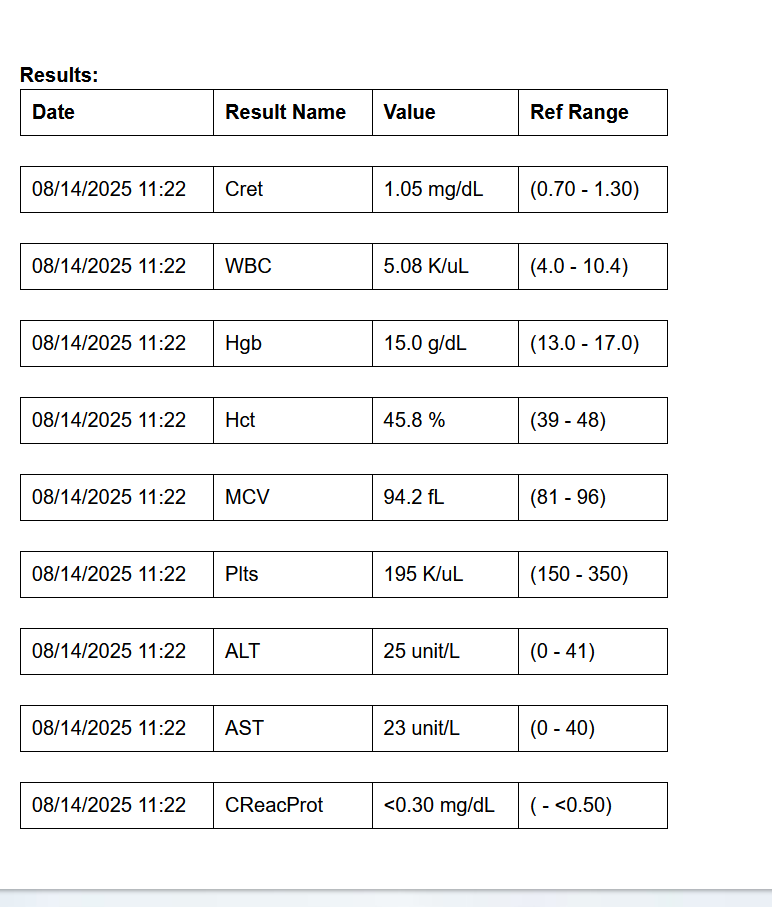 Results:
Date Result Name Value Ref Range
08/14/2025 11:22 Cret 1.05 mg/dL (0.70 - 1.30)
08/14/2025 11:22 WBC 5.08 K/uL (4.0 - 10.4)
08/14/2025 11:22 Hgb 15.0 g/dL (13.0 - 17.0)
08/14/2025 11:22 Hct 45.8 % (39 - 48)
08/14/2025 11:22 MCV 94.2 fL (81 - 96)
08/14/2025 11:22 Plts 195 K/uL (150 - 350)
08/14/2025 11:22 ALT 25 unit/L (0 - 41)
08/14/2025 11:22 AST 23 unit/L (0 - 40)
08/14/2025 11:22 CReacProt <0.30 mg/dL ( - <0.50)